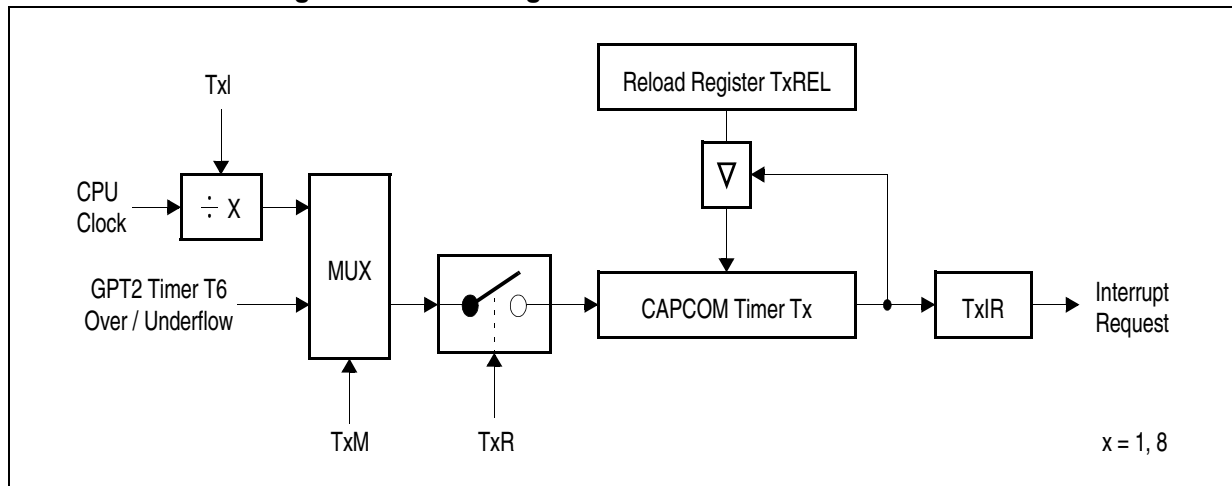 Reload Register TxREL
TxI
CPU
Clock
÷ X
MUX
GPT2 Timer T6
Over / Underflow
CAPCOM Timer Tx
TxIR
Interrupt
Request
TxM
TxR
x = 1, 8